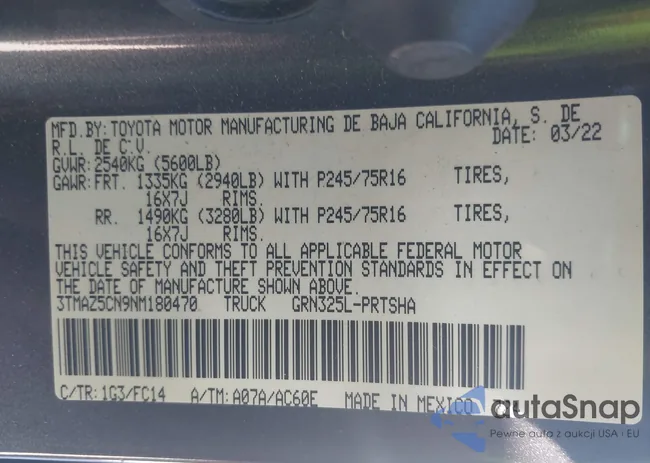 MFD.BY: TOYOTA MOTOR MANUFACTURING DE BAJA CALIFORNIA, S. DE
R.L. DE C.V. DATE: 03/22
GVWR: 2540KG (5600LB)
GAWR: FRT. 1335KG (2940LB) WITH P245/75R16 TIRES,
16X7J RIMS.
RR. 1490KG (3280LB) WITH P245/75R16 TIRES,
16X7J RIMS.
THIS VEHICLE CONFORMS TO ALL APPLICABLE FEDERAL MOTOR
VEHICLE SAFETY AND THEFT PREVENTION STANDARDS IN EFFECT ON
THE DATE OF MANUFACTURE SHOWN ABOVE.
3TMAZ5CN9NM180470 TRUCK GRN325L-PRTSHA
C/TR: 1G3/FC14 A/TM: A07A/AC60E MADE IN MEXICO
autaSnap
Pewne auta z aukcji USA i EU